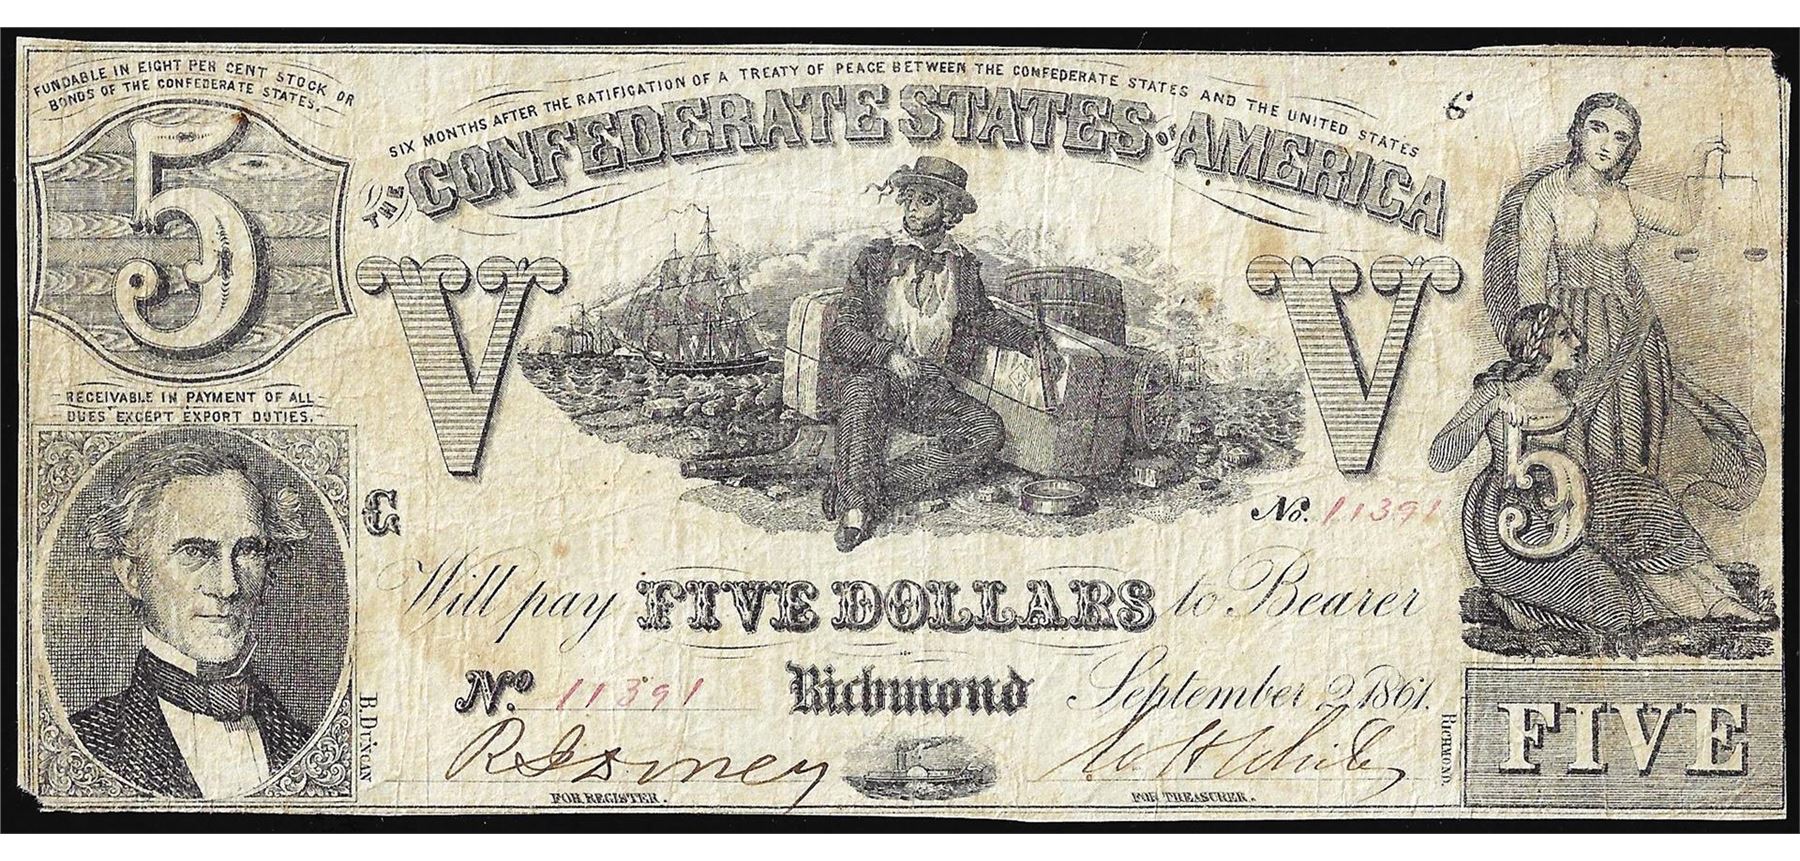 FUNDABLE IN EIGHT PER CENT STOCK OR
BONDS OF THE CONFEDERATE STATES.
SIX MONTHS AFTER THE RATIFICATION OF A TREATY OF PEACE BETWEEN THE CONFEDERATE STATES AND THE UNITED STATES
THE CONFEDERATE STATES OF AMERICA
6
5
V
V
5
RECEIVABLE IN PAYMENT OF ALL
DUES EXCEPT EXPORT DUTIES.
C
No. 11391
Will pay FIVE DOLLARS to Bearer
No 11391 Richmond September 2, 1861.
B. DUNCAN
RICHMOND.
FIVE
FOR REGISTER.
FOR TREASURER.